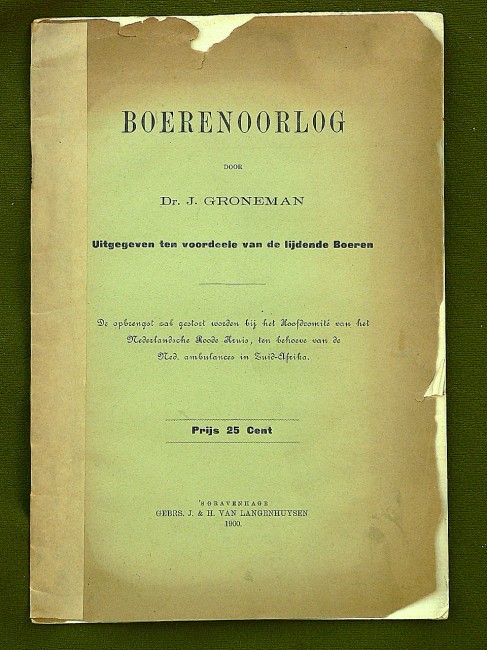 BOERENOORLOG
DOOR
Dr. J. GRONEMAN
Uitgegeven ten voordeele van de lijdende Boeren
De opbrengst zal gestort worden bij het Hoofdcomité van het
Nederlandsche Roode Kruis, ten behoeve van de
Ned. ambulances in Zuid-Afrika.
Prijs 25 Cent
'SGRAVENHAGE
GEBRS. J. & H. VAN LANGENHUYSEN
1900.